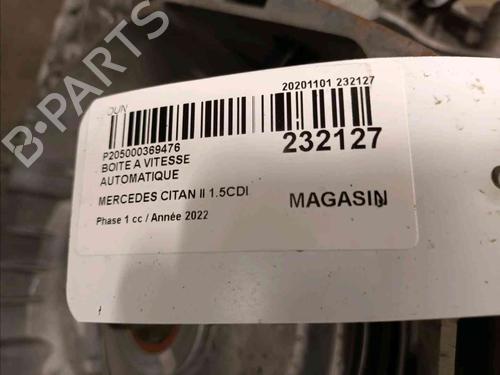 B-PARTS
20201101 232127
P205000369476
BOITE A VITESSE
AUTOMATIQUE
232127
MERCEDES CITAN II 1.5CDI
MAGASIN
Phase 1 cc / Année 2022